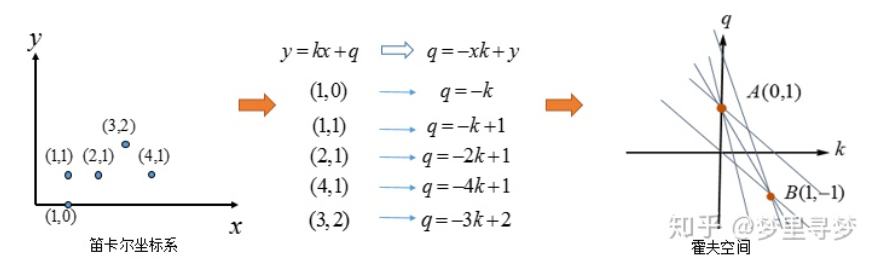 y
(3,2)
(1,1) (2,1) (4,1)
(1,0)
x
笛卡尔坐标系
y=kx+q q=−xk+y
(1,0) q=−k
(1,1) q=−k+1
(2,1) q=−2k+1
(4,1) q=−4k+1
(3,2) q=−3k+2
q
A(0,1)
k
B(1,−1)
霍夫空间
知乎 @梦里寻梦